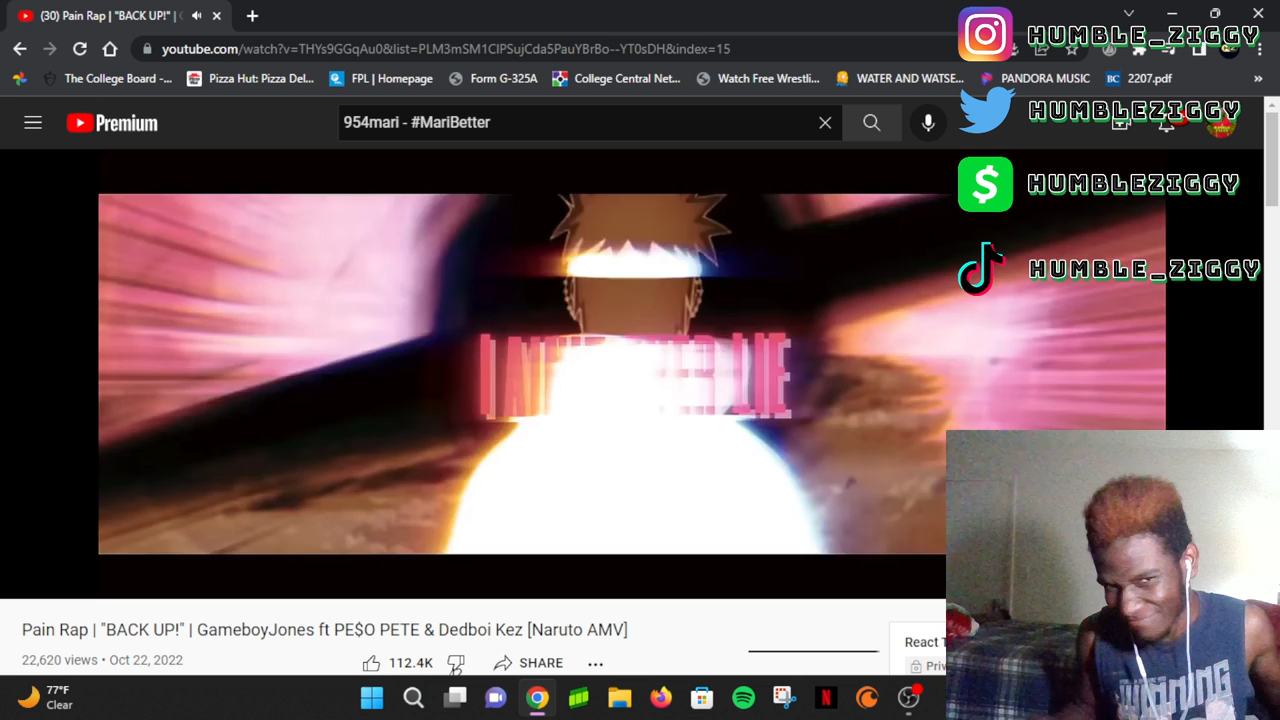 (30) Pain Rap | "BACK UP!" |
HUMBLE_ZIGGY
youtube.com/watch?v=THYs9GGqAu0&list=PLM3mSM1ClPSujCda5PauYBrBo--YT0sDH&index=15
The College Board -...
Pizza Hut: Pizza Del...
FPL | Homepage
Form G-325A
College Central Net...
Watch Free Wrestli...
WATER AND WATSE...
PANDORA MUSIC
BC 2207.pdf
»
Premium
954mari - #MariBetter
HUMBLEZIGGY
HUMBLEZIGGY
HUMBLE_ZIGGY
LIE
Pain Rap | "BACK UP!" | GameboyJones ft PE$O PETE & Dedboi Kez [Naruto AMV]
22,620 views • Oct 22, 2022
112.4K
SHARE
...
React T
Priv
77°F
Clear